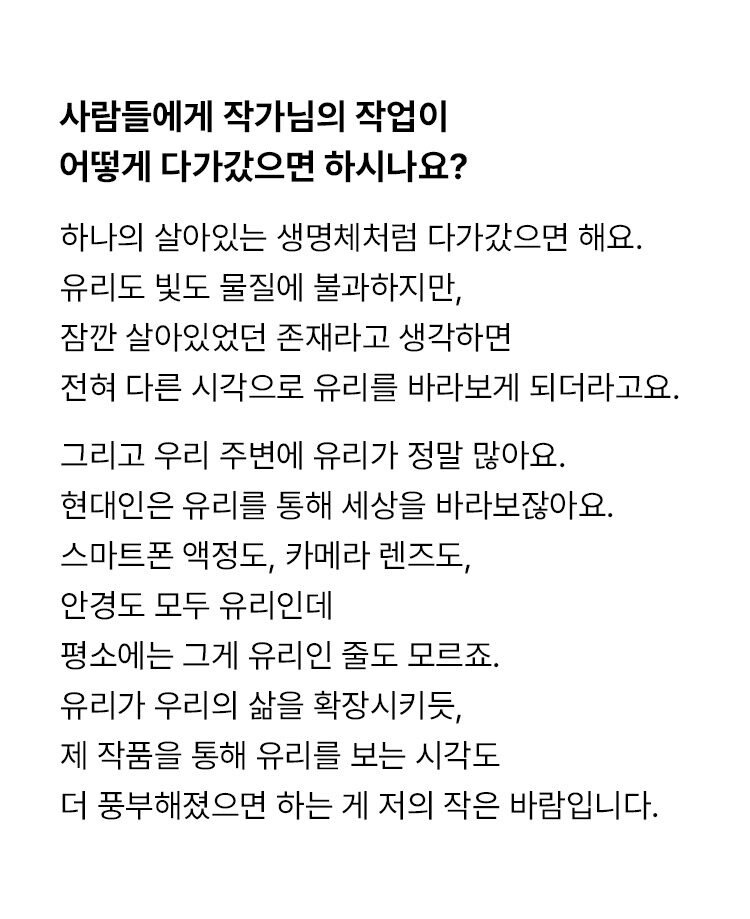 사람들에게 작가님의 작업이
어떻게 다가갔으면 하시나요?
하나의 살아있는 생명체처럼 다가갔으면 해요.
유리도 빛도 물질에 불과하지만,
잠깐 살아있었던 존재라고 생각하면
전혀 다른 시각으로 유리를 바라보게 되더라고요.
그리고 우리 주변에 유리가 정말 많아요.
현대인은 유리를 통해 세상을 바라보잖아요.
스마트폰 액정도, 카메라 렌즈도,
안경도 모두 유리인데
평소에는 그게 유리인 줄도 모르죠.
유리가 우리의 삶을 확장시키듯,
제 작품을 통해 유리를 보는 시각도
더 풍부해졌으면 하는 게 저의 작은 바람입니다.